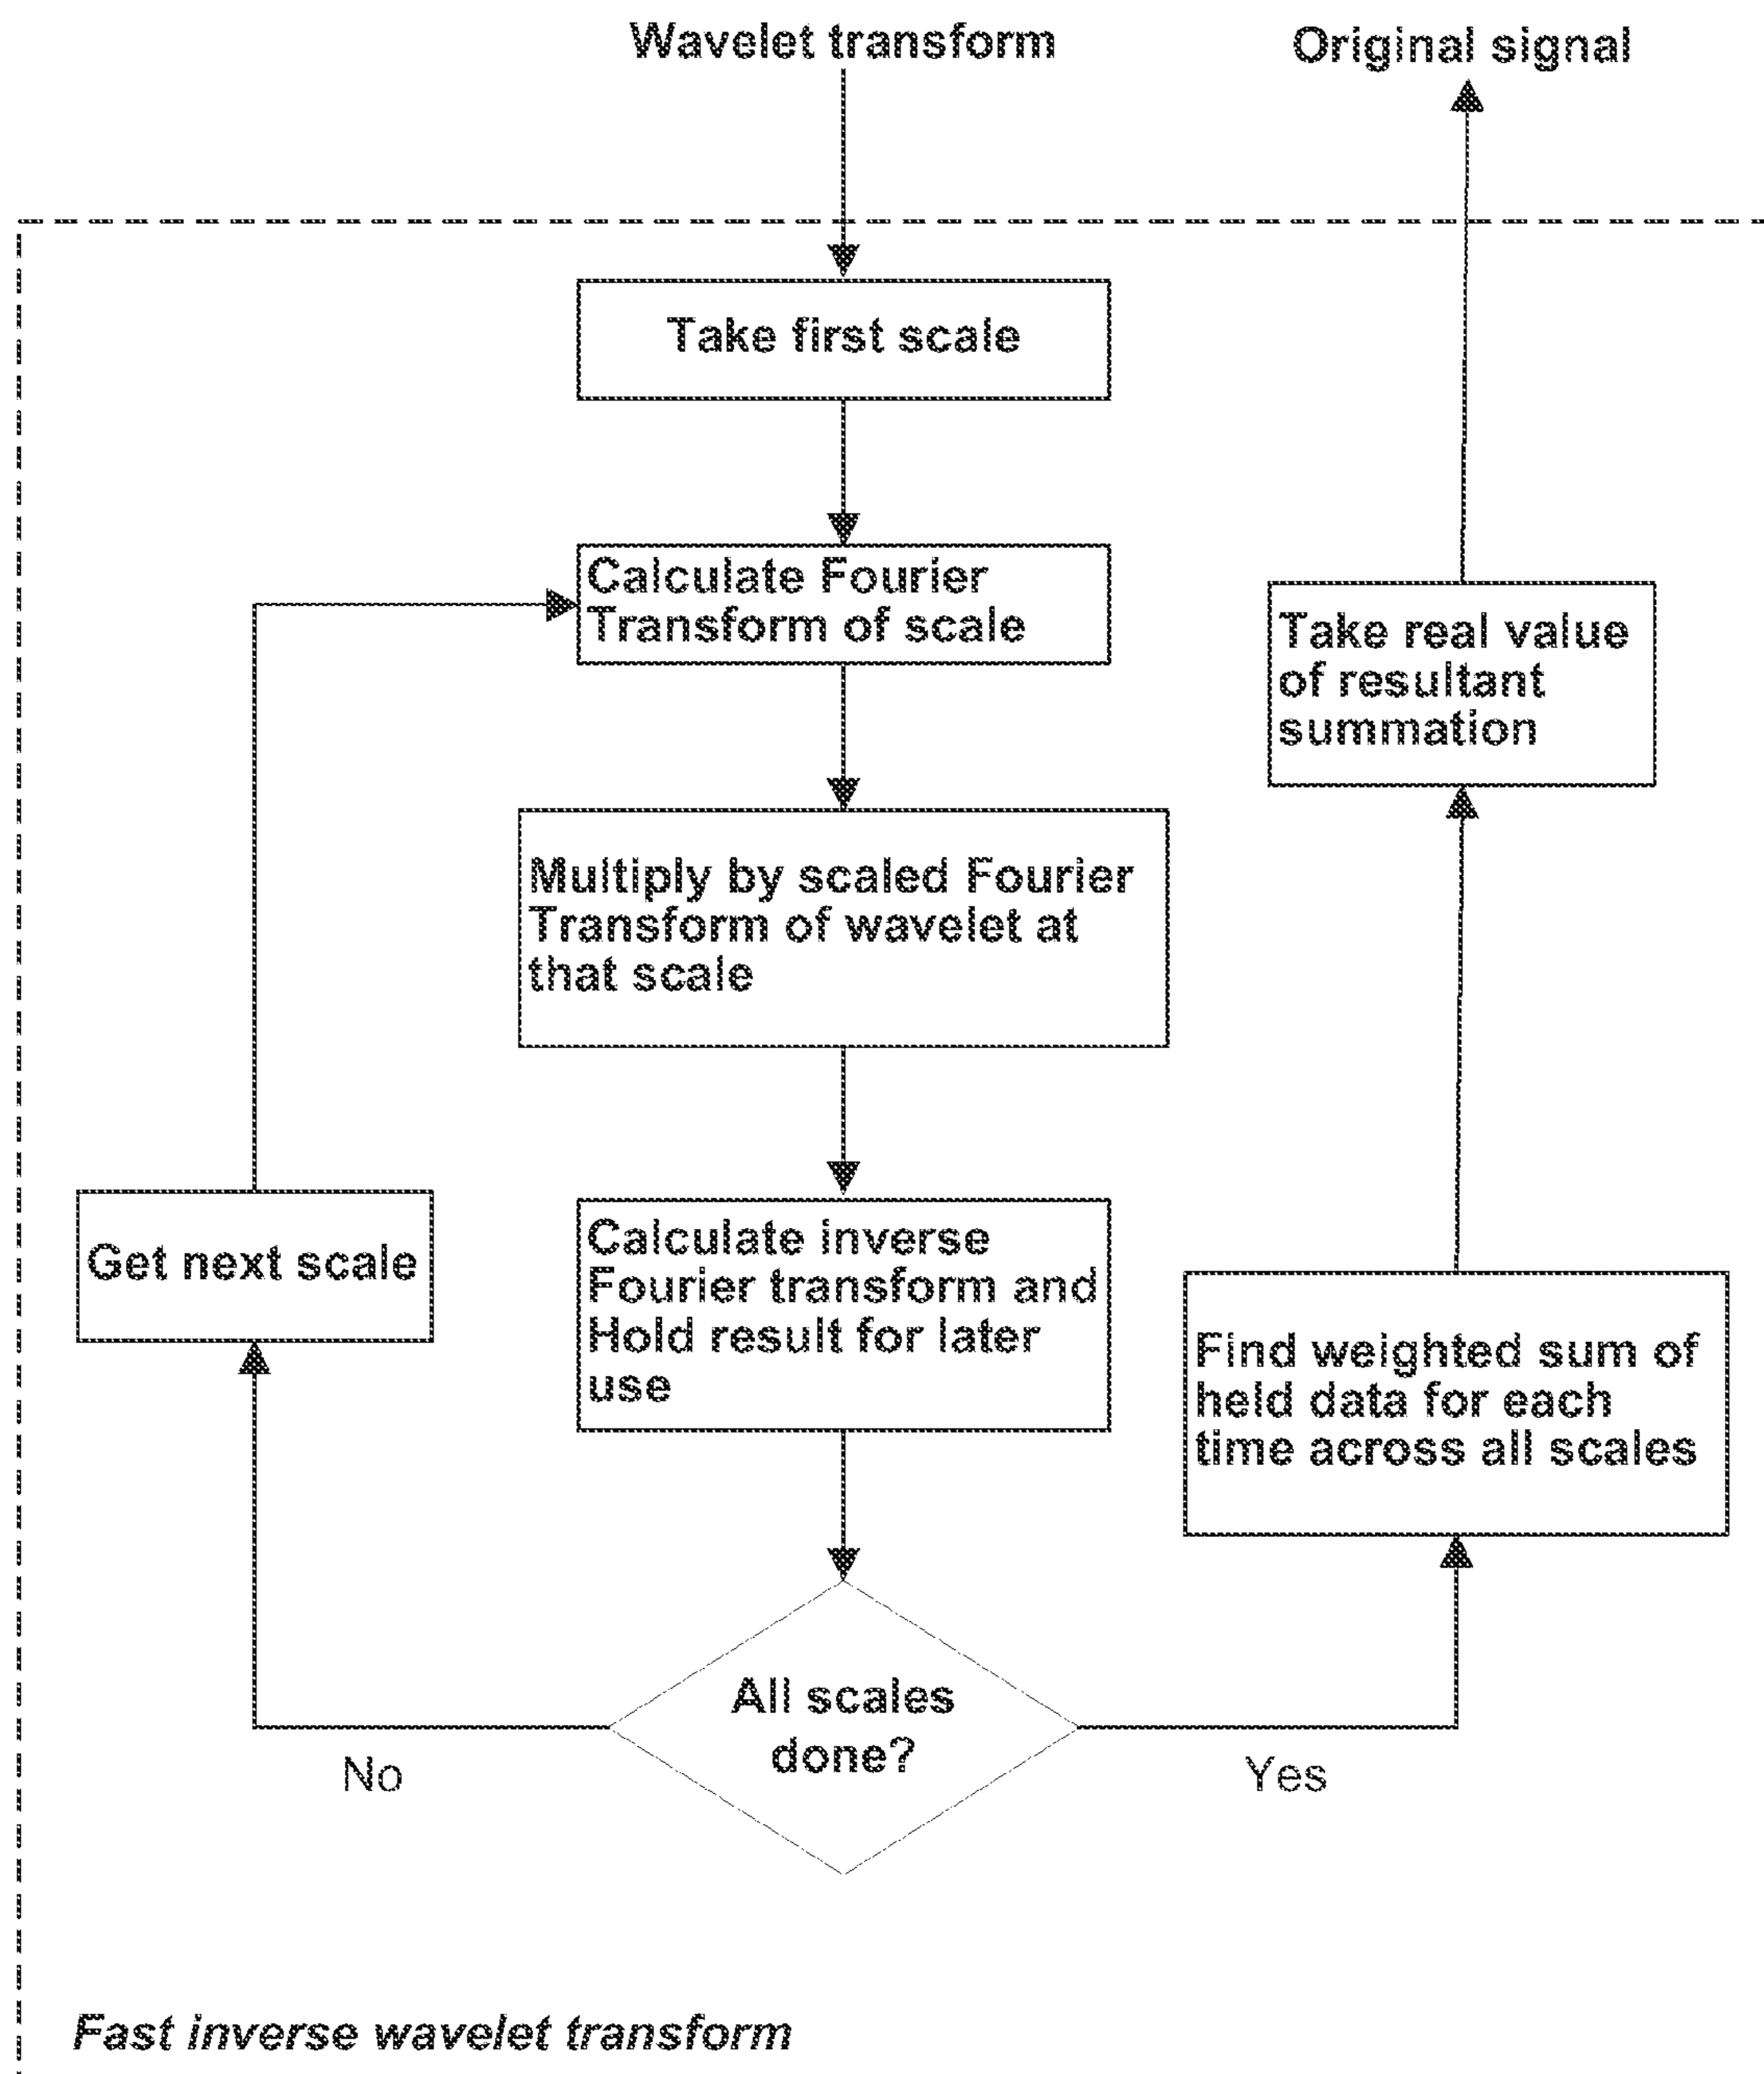 Wavelet transform
Original signal
Take first scale
Calculate Fourier
Transform of scale
Take real value
of resultant
summation
Multiply by scaled Fourier
Transform of wavelet at
that scale
Get next scale
Calculate inverse
Fourier transform and
Hold result for later
use
Find weighted sum of
held data for each
time across all scales
All scales
done?
No
Yes
Fast inverse wavelet transform